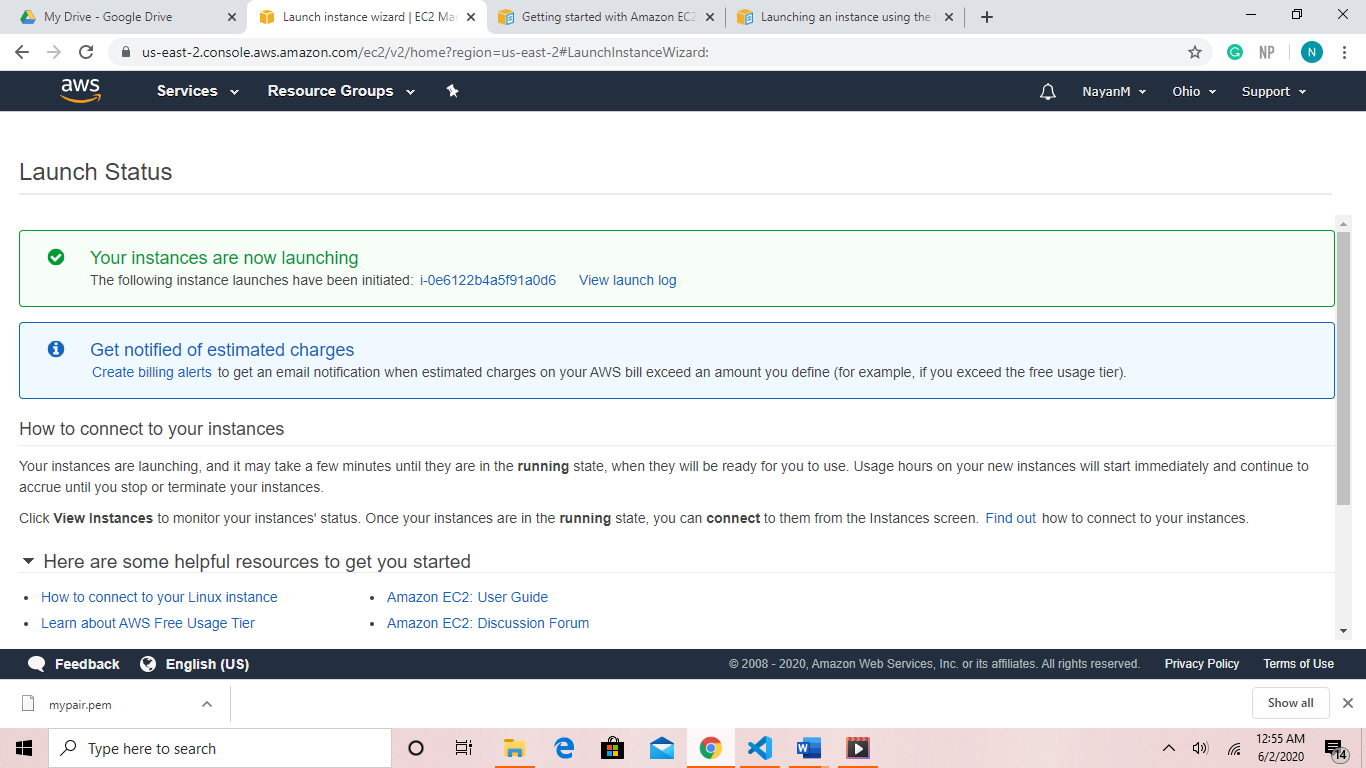 My Drive - Google Drive
Launch instance wizard | EC2 Mar
Getting started with Amazon EC2
Launching an instance using the
us-east-2.console.aws.amazon.com/ec2/v2/home?region=us-east-2#LaunchInstanceWizard:
NP
N
aws
Services
Resource Groups
NayanM
Ohio
Support
Launch Status
Your instances are now launching
The following instance launches have been initiated: i-0e6122b4a5f91a0d6 View launch log
Get notified of estimated charges
Create billing alerts to get an email notification when estimated charges on your AWS bill exceed an amount you define (for example, if you exceed the free usage tier).
How to connect to your instances
Your instances are launching, and it may take a few minutes until they are in the running state, when they will be ready for you to use. Usage hours on your new instances will start immediately and continue to
accrue until you stop or terminate your instances.
Click View Instances to monitor your instances' status. Once your instances are in the running state, you can connect to them from the Instances screen. Find out how to connect to your instances.
Here are some helpful resources to get you started
• How to connect to your Linux instance
• Amazon EC2: User Guide
• Learn about AWS Free Usage Tier
• Amazon EC2: Discussion Forum
Feedback
English (US)
© 2008 - 2020, Amazon Web Services, Inc. or its affiliates. All rights reserved.
Privacy Policy
Terms of Use
mypair.pem
Show all
Type here to search
12:55 AM
6/2/2020
14